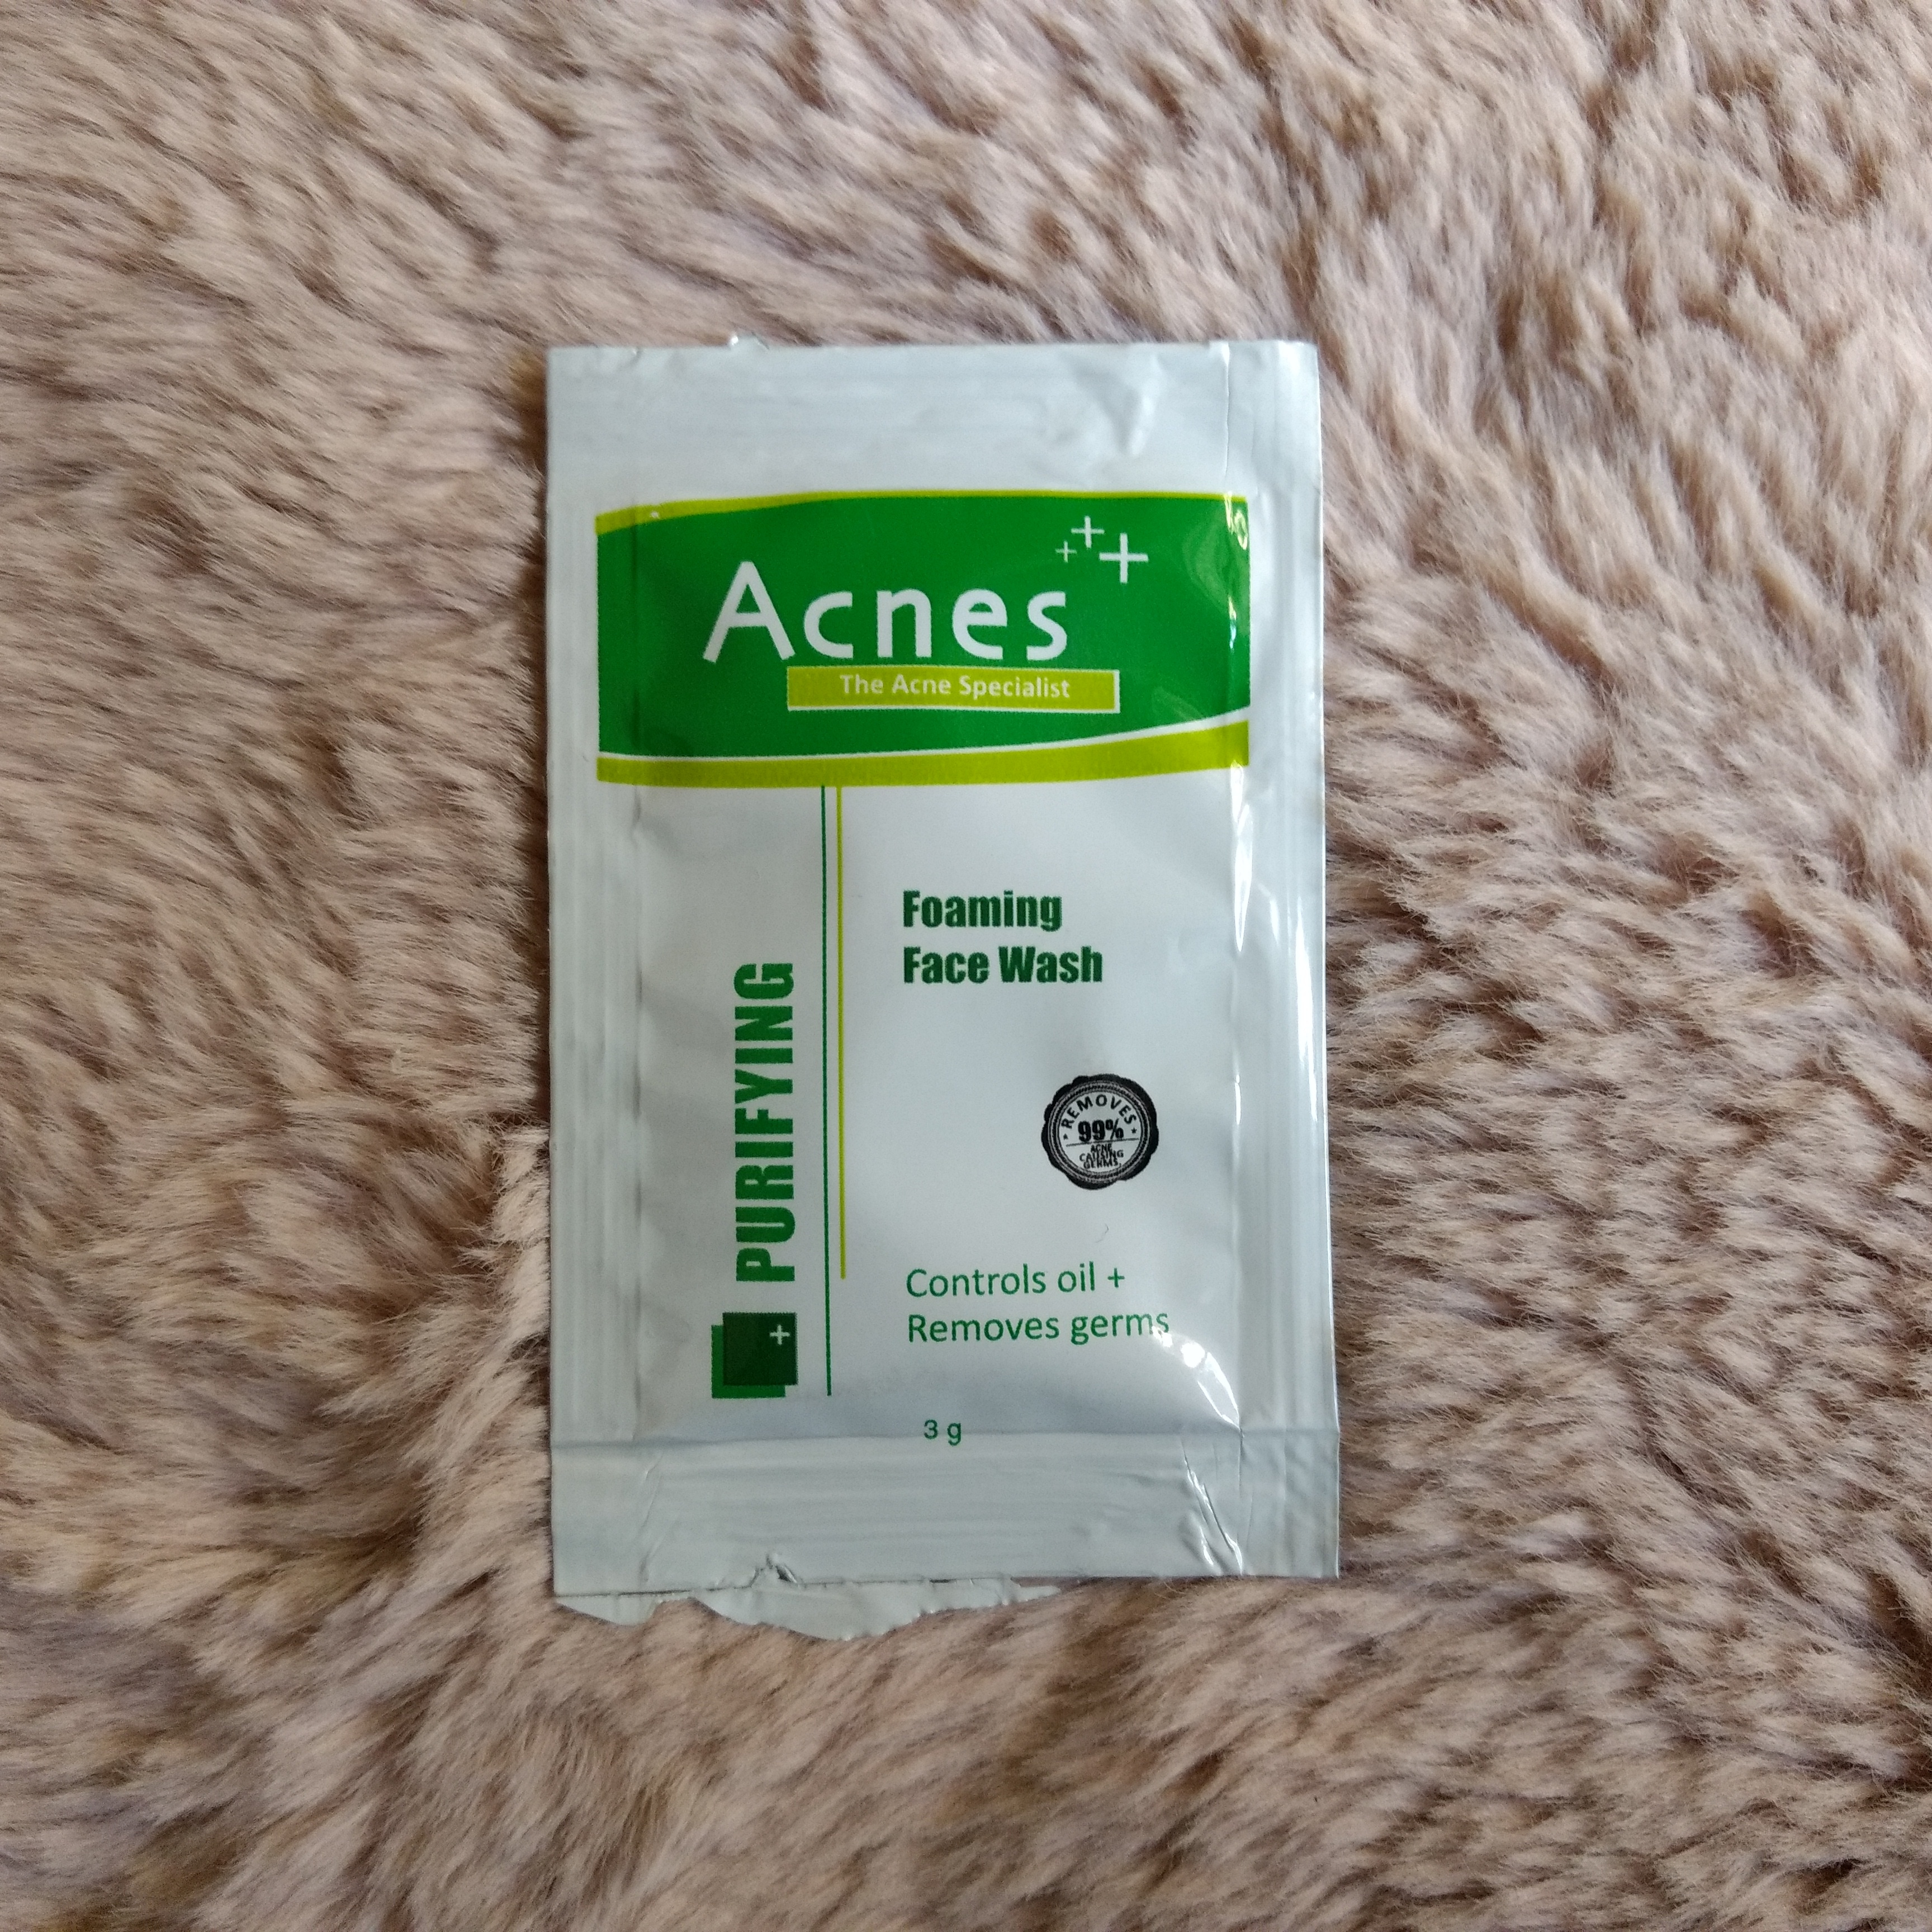 Acnes
The Acne Specialist
PURIFYING
Foaming
Face Wash
REMOVES
99%
ACNE
CAUSING
GERMS
Controls oil +
Removes germs
3 g